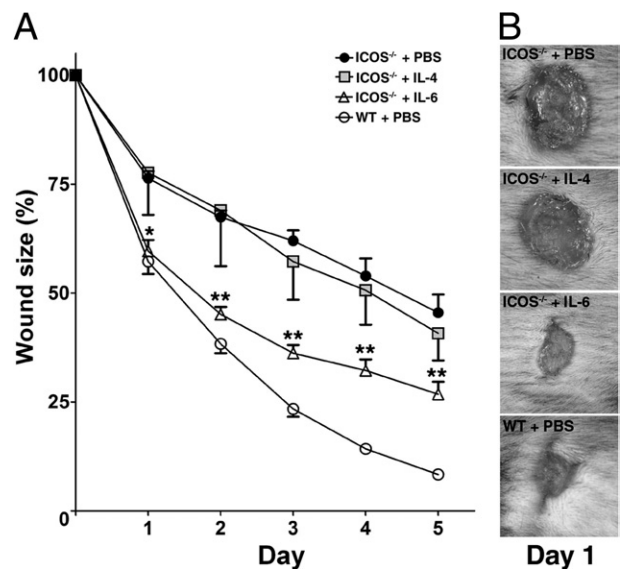 A
B
ICOS-/- + PBS
ICOS-/- + IL-4
ICOS-/- + IL-6
WT + PBS
Wound size (%)
100
75
50
25
0
*
**
**
**
**
1 2 3 4 5
Day
ICOS-/- + PBS
ICOS-/- + IL-4
ICOS-/- + IL-6
WT + PBS
Day 1